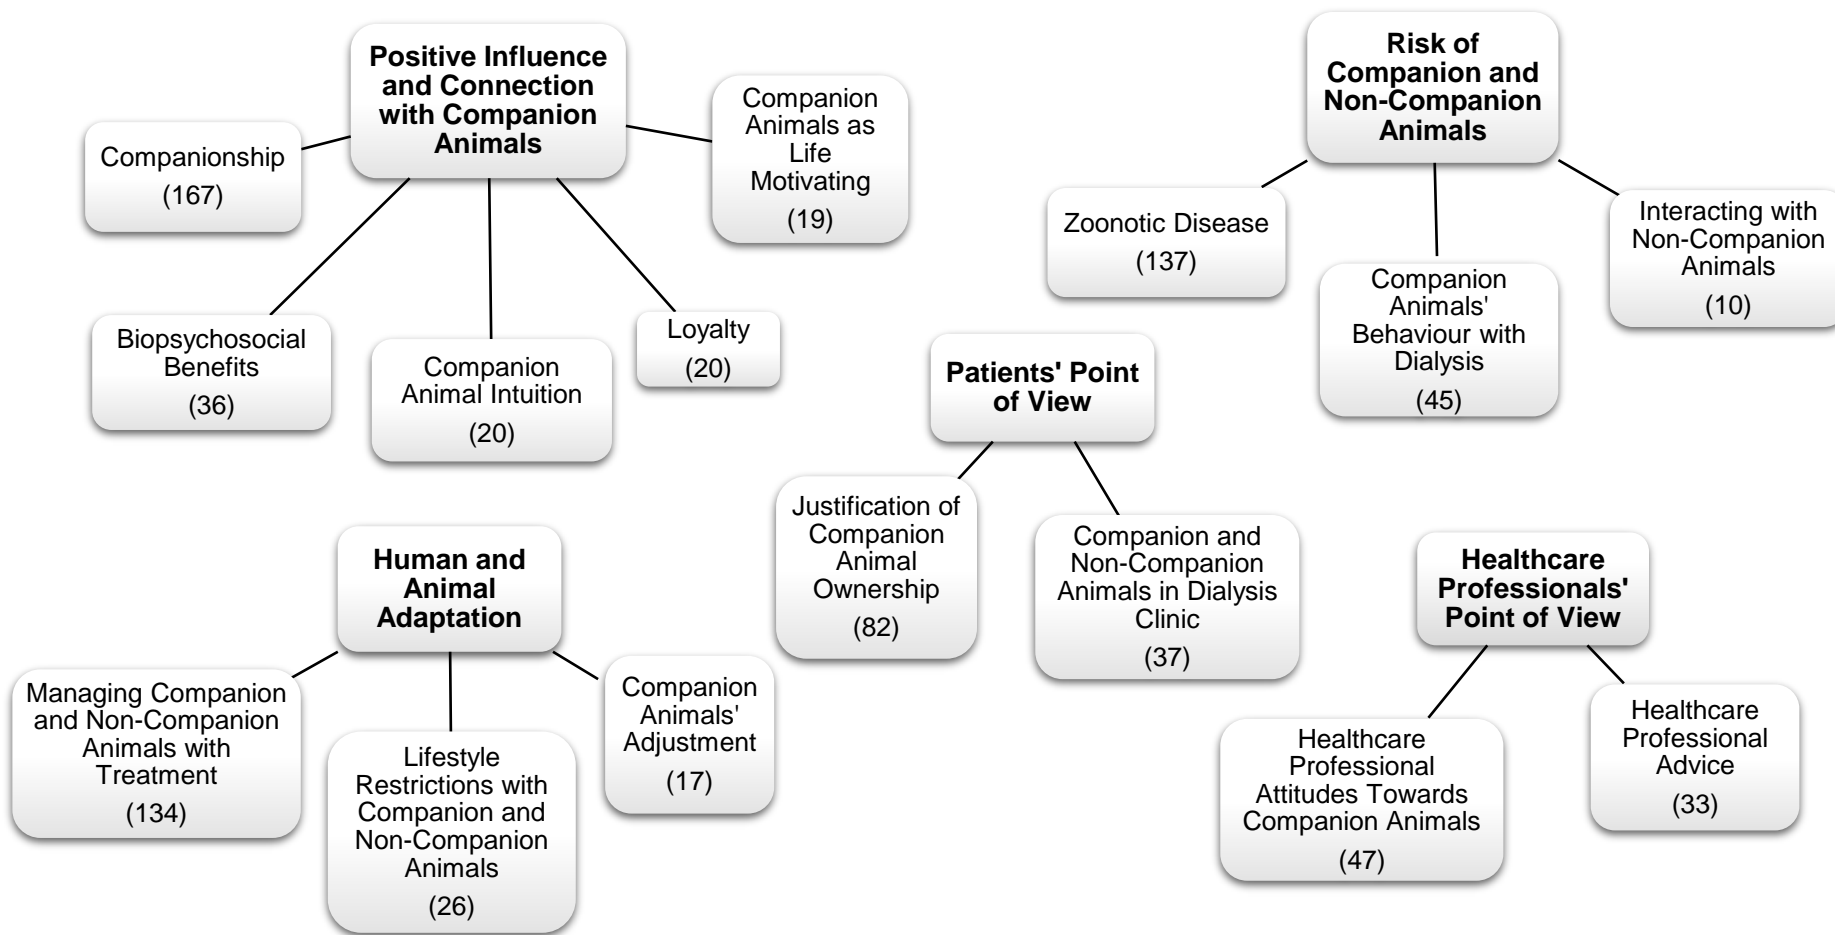 Positive Influence
and Connection
with Companion
Animals
Companionship
(167)
Biopsychosocial
Benefits
(36)
Companion
Animal Intuition
(20)
Loyalty
(20)
Companion
Animals as
Life
Motivating
(19)
Risk of
Companion and
Non-Companion
Animals
Zoonotic Disease
(137)
Companion
Animals'
Behaviour with
Dialysis
(45)
Interacting with
Non-Companion
Animals
(10)
Patients' Point
of View
Justification of
Companion
Animal
Ownership
(82)
Companion and
Non-Companion
Animals in Dialysis
Clinic
(37)
Human and
Animal
Adaptation
Managing Companion
and Non-Companion
Animals with
Treatment
(134)
Lifestyle
Restrictions with
Companion and
Non-Companion
Animals
(26)
Companion
Animals'
Adjustment
(17)
Healthcare
Professionals'
Point of View
Healthcare
Professional
Attitudes Towards
Companion Animals
(47)
Healthcare
Professional
Advice
(33)